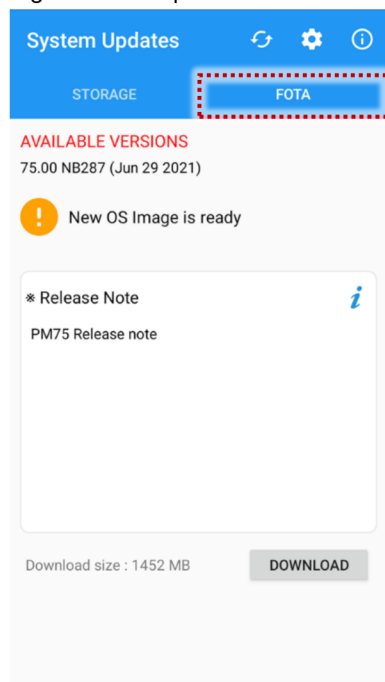 System Updates
STORAGE FOTA
AVAILABLE VERSIONS
75.00 NB287 (Jun 29 2021)
! New OS Image is ready
※ Release Note i
PM75 Release note
Download size : 1452 MB DOWNLOAD